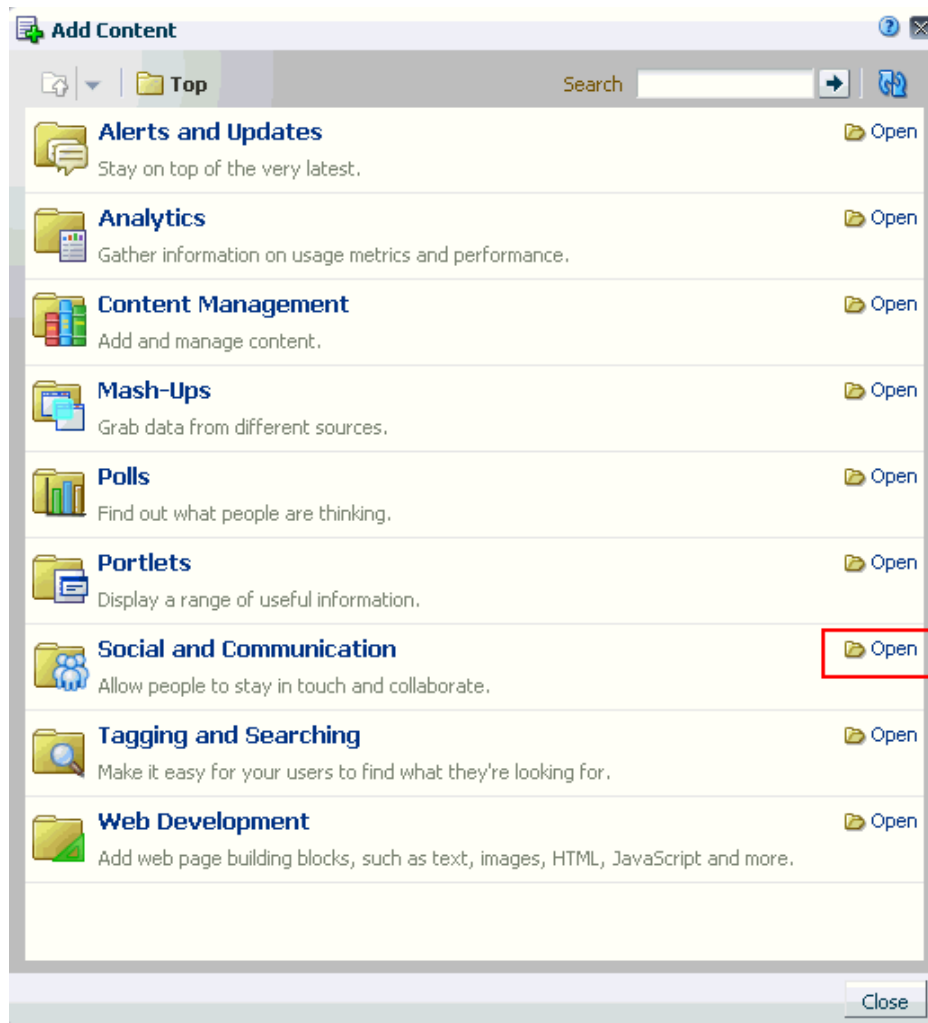 Add Content
Top Search
Alerts and Updates Open
Stay on top of the very latest.
Analytics Open
Gather information on usage metrics and performance.
Content Management Open
Add and manage content.
Mash-Ups Open
Grab data from different sources.
Polls Open
Find out what people are thinking.
Portlets Open
Display a range of useful information.
Social and Communication Open
Allow people to stay in touch and collaborate.
Tagging and Searching Open
Make it easy for your users to find what they're looking for.
Web Development Open
Add web page building blocks, such as text, images, HTML, JavaScript and more.
Close